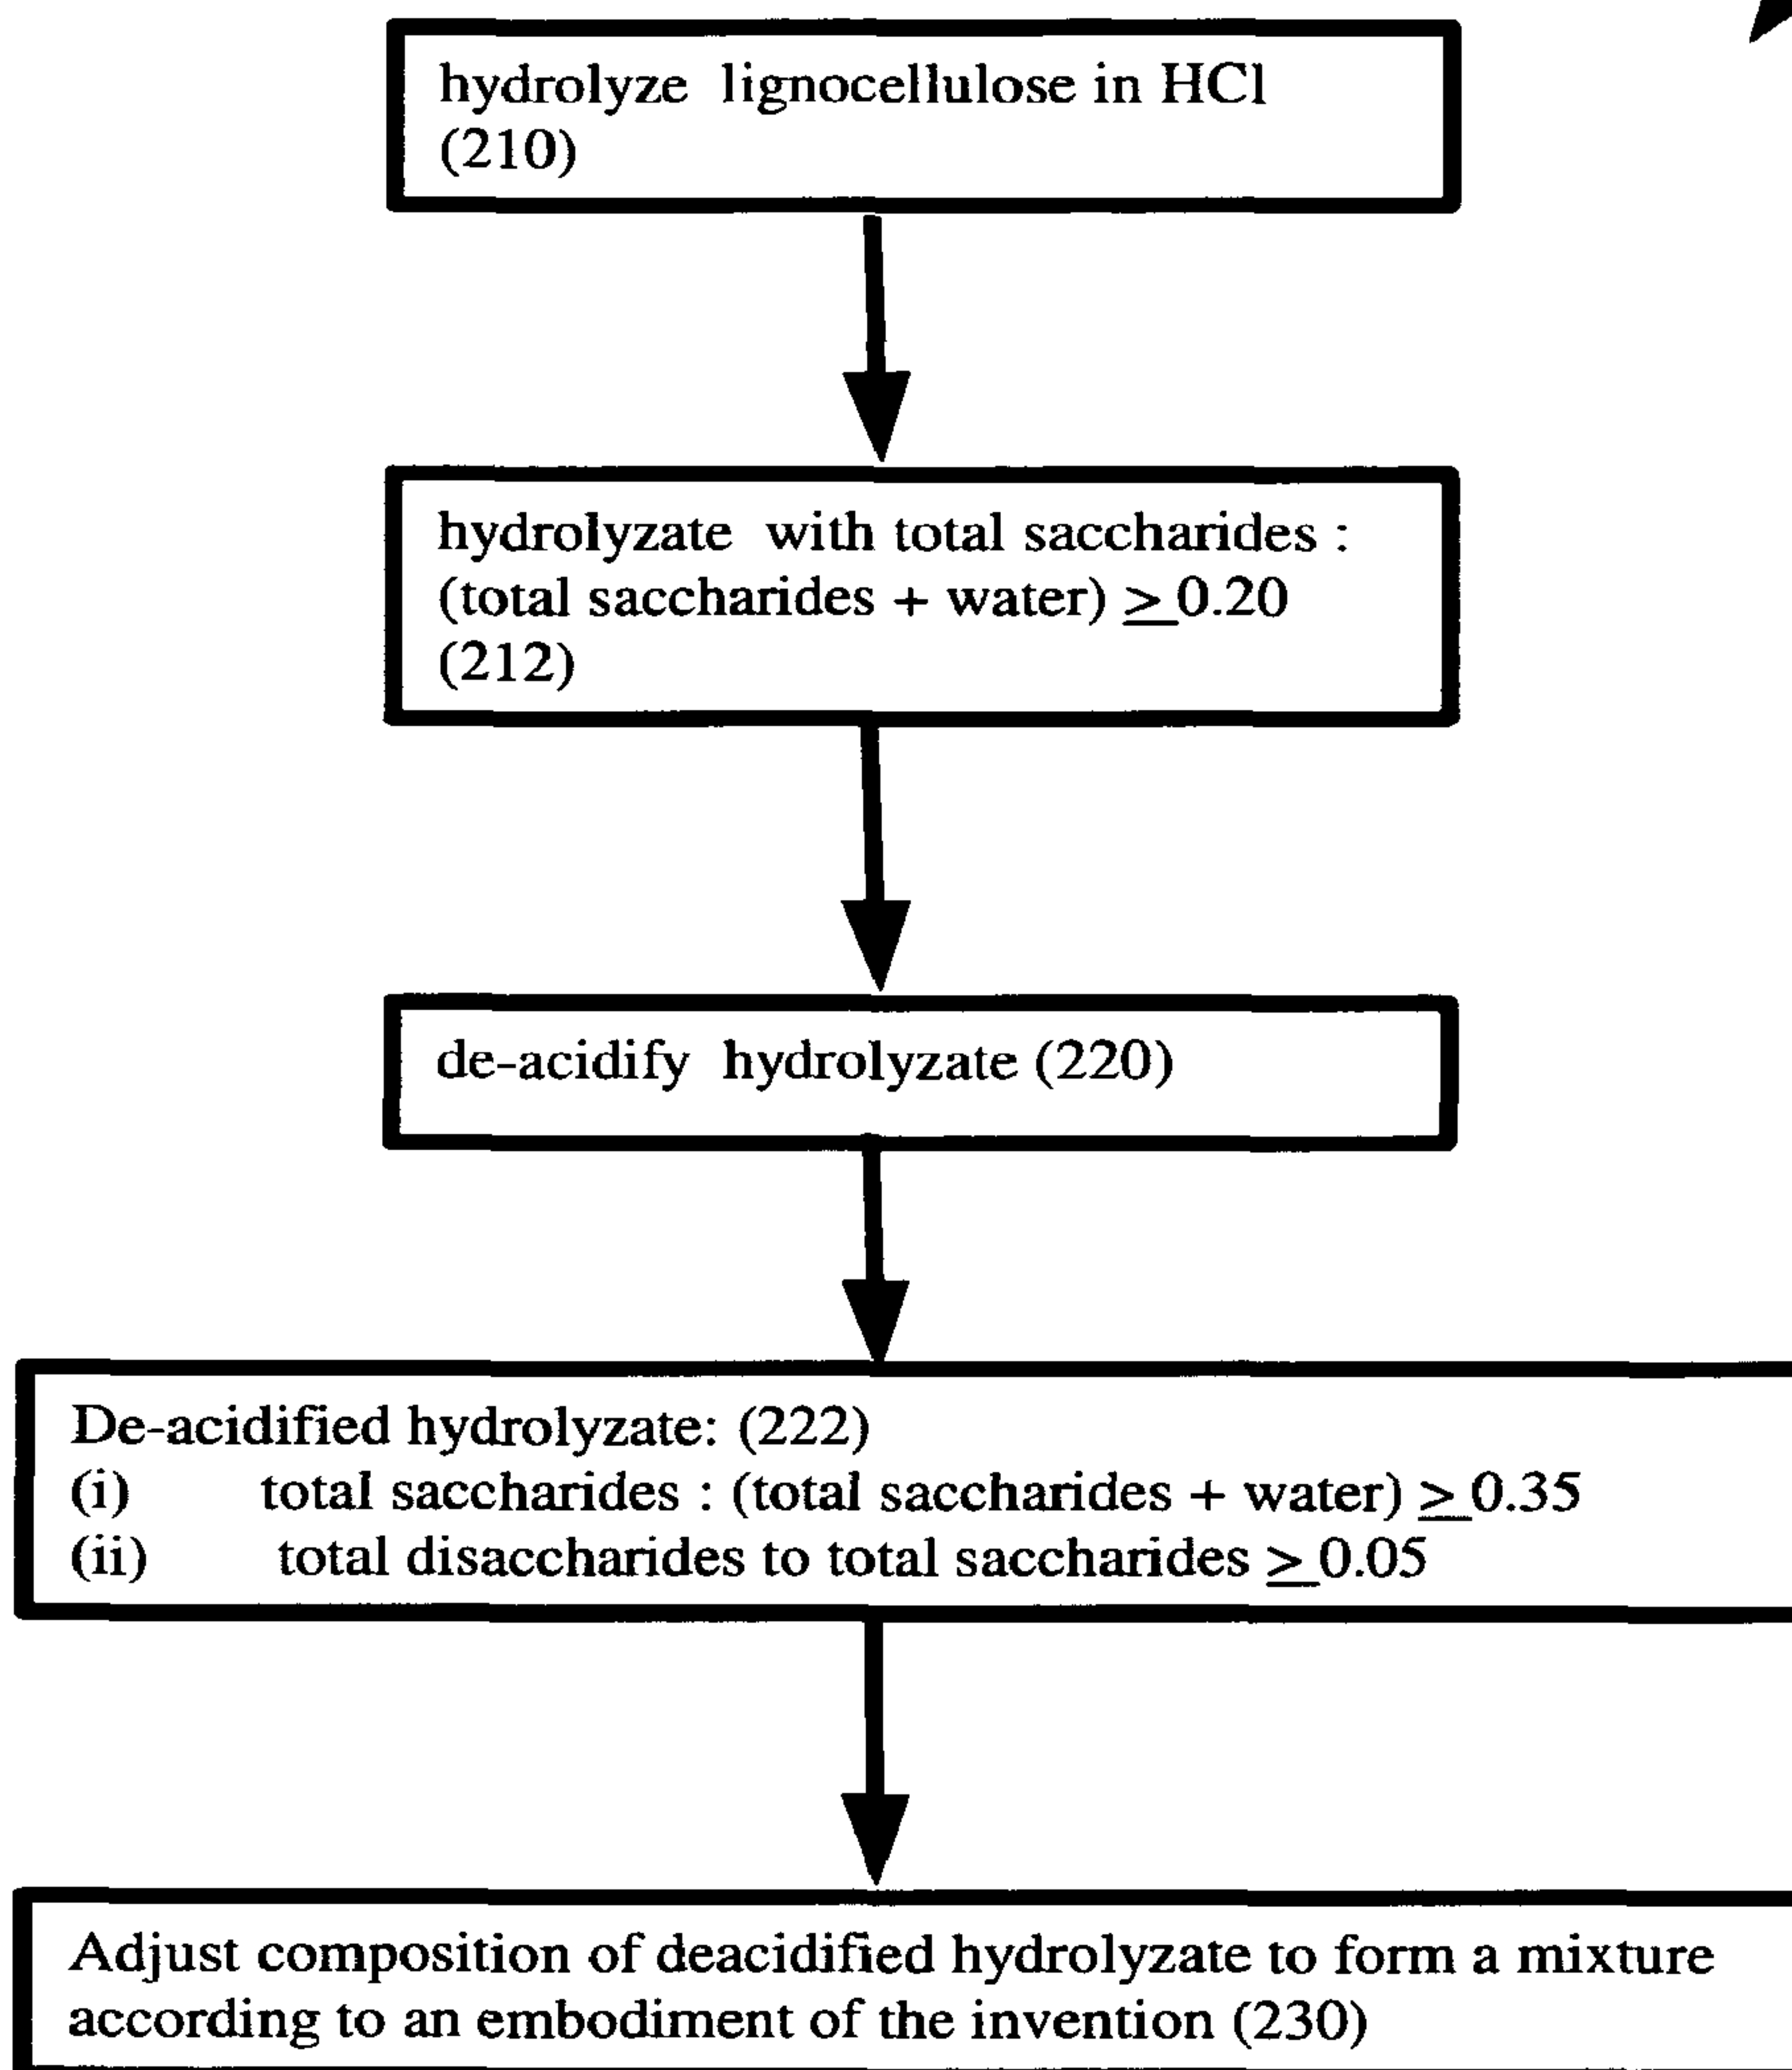 hydrolyze lignocellulose in HCl
(210)
hydrolyzate with total saccharides :
(total saccharides + water) ≥ 0.20
(212)
de-acidify hydrolyzate (220)
De-acidified hydrolyzate: (222)
(i) total saccharides : (total saccharides + water) ≥ 0.35
(ii) total disaccharides to total saccharides ≥ 0.05
Adjust composition of deacidified hydrolyzate to form a mixture
according to an embodiment of the invention (230)